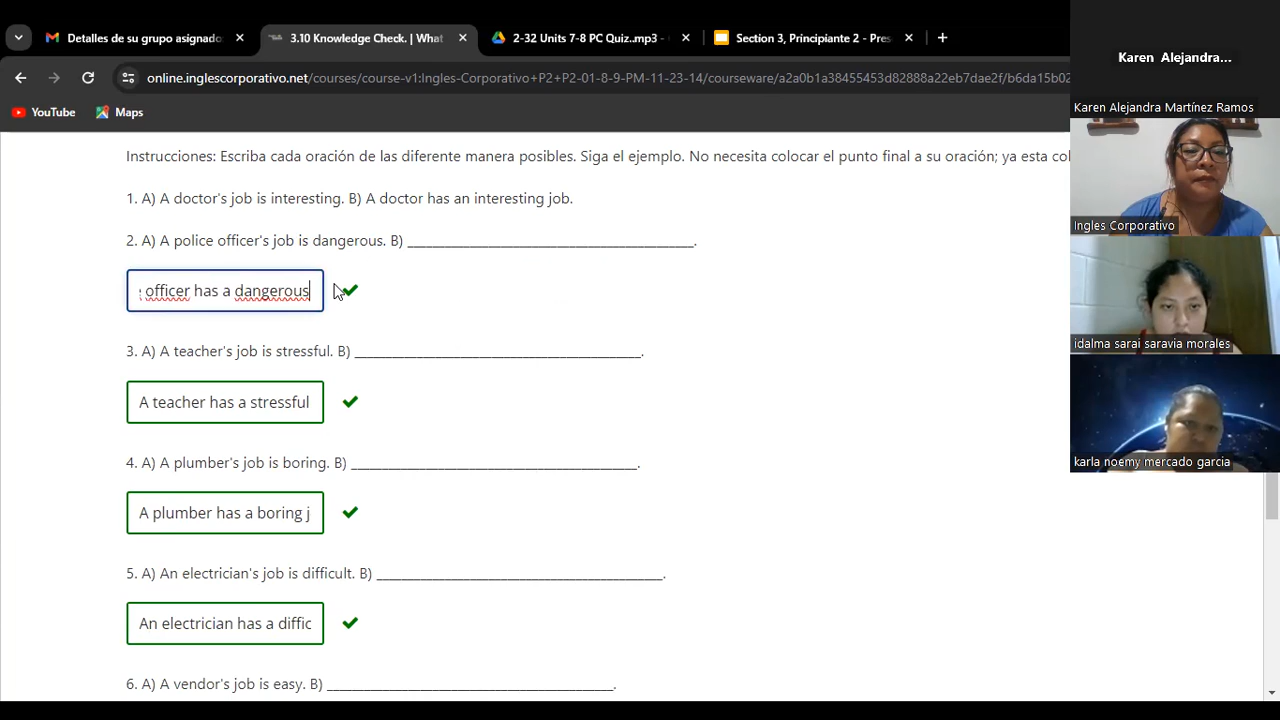 Detalles de su grupo asignado
3.10 Knowledge Check. | What
2-32 Units 7-8 PC Quiz..mp3 -
Section 3, Principiante 2 - Pres
online.inglescorporativo.net/courses/course-v1:Ingles-Corporativo+P2+P2-01-8-9-PM-11-23-14/courseware/a2a0b1a38455453d82888a22eb7dae2f/b6da15b02
YouTube
Maps
Instrucciones: Escriba cada oración de las diferente manera posibles. Siga el ejemplo. No necesita colocar el punto final a su oración; ya esta col
1. A) A doctor's job is interesting. B) A doctor has an interesting job.
2. A) A police officer's job is dangerous. B) ________________________________________.
officer has a dangerous
3. A) A teacher's job is stressful. B) ________________________________________.
A teacher has a stressful
4. A) A plumber's job is boring. B) ________________________________________.
A plumber has a boring j
5. A) An electrician's job is difficult. B) ________________________________________.
An electrician has a diffic
6. A) A vendor's job is easy. B) ________________________________________.
Karen Alejandra...
Karen Alejandra Martínez Ramos
Ingles Corporativo
idalma sarai saravia morales
karla noemy mercado garcia